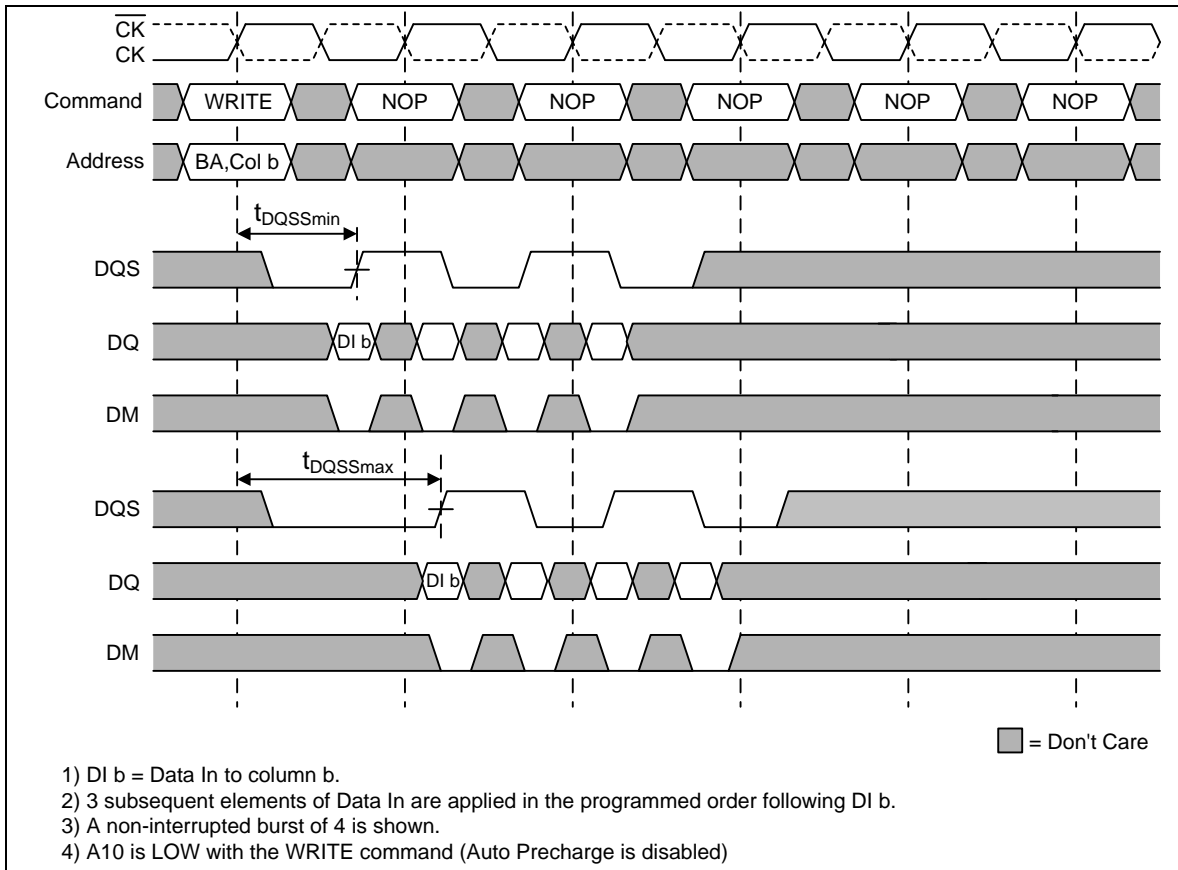 CK
CK
Command WRITE NOP NOP NOP NOP NOP
Address BA,Col b
tDQSSmin
DQS
DQ DI b
DM
tDQSSmax
DQS
DQ DI b
DM
= Don't Care
1) DI b = Data In to column b.
2) 3 subsequent elements of Data In are applied in the programmed order following DI b.
3) A non-interrupted burst of 4 is shown.
4) A10 is LOW with the WRITE command (Auto Precharge is disabled)